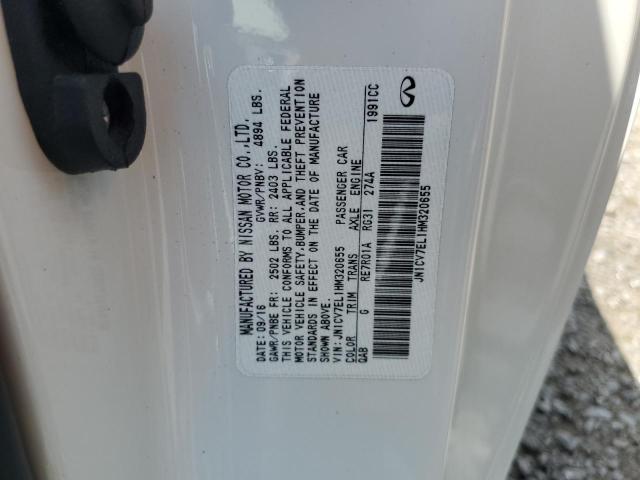 MANUFACTURED BY NISSAN MOTOR CO.,LTD.
DATE: 09/16 GVWR/PNBV: 4894 LBS.
GAWR/PNBE FR: 2502 LBS. RR: 2403 LBS.
THIS VEHICLE CONFORMS TO ALL APPLICABLE FEDERAL
MOTOR VEHICLE SAFETY,BUMPER,AND THEFT PREVENTION
STANDARDS IN EFFECT ON THE DATE OF MANUFACTURE
SHOWN ABOVE.
VIN: JN1CV7EL1HM320655 PASSENGER CAR
COLOR TRIM TRANS AXLE ENGINE
QAB G RE7R01A RG31 274A 1991CC
JN1CV7EL1HM320655